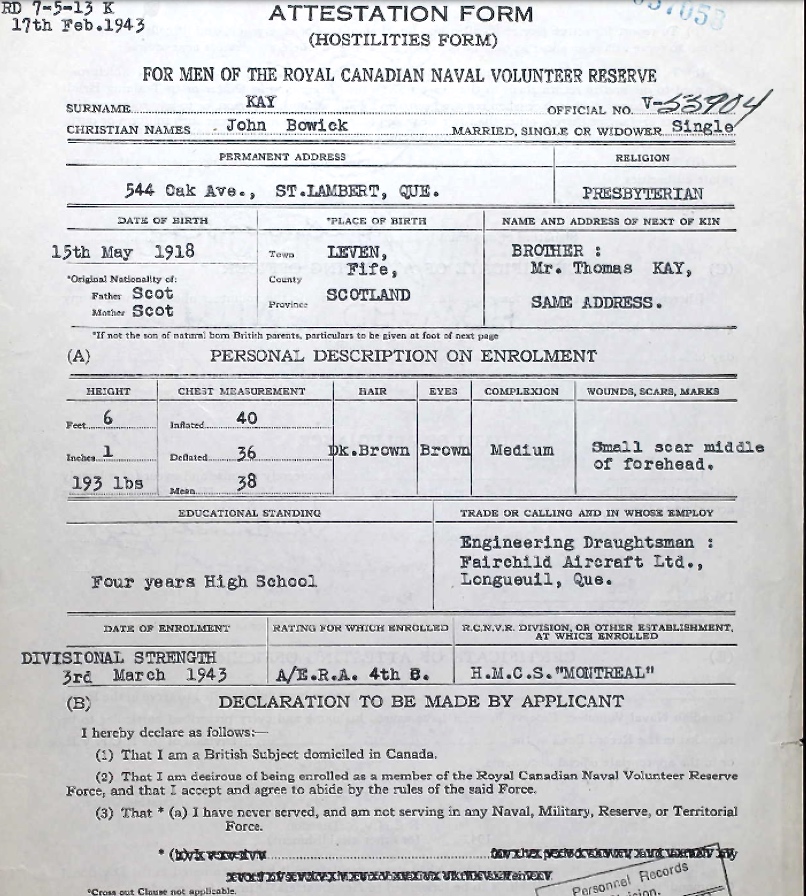 RD 7-5-13 K
17th Feb.1943
ATTESTATION FORM
(HOSTILITIES FORM)
FOR MEN OF THE ROYAL CANADIAN NAVAL VOLUNTEER RESERVE
SURNAME KAY OFFICIAL NO. V-55904
CHRISTIAN NAMES John Bowick MARRIED, SINGLE OR WIDOWER Single
PERMANENT ADDRESS RELIGION
544 Oak Ave., ST.LAMBERT, QUE. PRESBYTERIAN
DATE OF BIRTH *PLACE OF BIRTH NAME AND ADDRESS OF NEXT OF KIN
15th May 1918 Town LEVEN, BROTHER :
County Fife, Mr. Thomas KAY,
*Original Nationality of:
Father Scot Province SCOTLAND SAME ADDRESS.
Mother Scot
*If not the son of natural born British parents, particulars to be given at foot of next page
(A) PERSONAL DESCRIPTION ON ENROLMENT
HEIGHT CHEST MEASUREMENT HAIR EYES COMPLEXION WOUNDS, SCARS, MARKS
Feet 6 Inflated 40
Inches 1 Deflated 36 Dk.Brown Brown Medium Small scar middle
of forehead.
193 lbs Mean 38
EDUCATIONAL STANDING TRADE OR CALLING AND IN WHOSE EMPLOY
Engineering Draughtsman :
Fairchild Aircraft Ltd.,
Four years High School Longueuil, Que.
DATE OF ENROLMENT RATING FOR WHICH ENROLLED R.C.N.V.R. DIVISION, OR OTHER ESTABLISHMENT,
AT WHICH ENROLLED
DIVISIONAL STRENGTH
3rd March 1943 A/E.R.A. 4th B. H.M.C.S."MONTREAL"
(B) DECLARATION TO BE MADE BY APPLICANT
I hereby declare as follows:—
(1) That I am a British Subject domiciled in Canada.
(2) That I am desirous of being enrolled as a member of the Royal Canadian Naval Volunteer Reserve
Force, and that I accept and agree to abide by the rules of the said Force.
(3) That * (a) I have never served, and am not serving in any Naval, Military, Reserve, or Territorial
Force.
Personnel Records
*Cross out Clause not applicable.